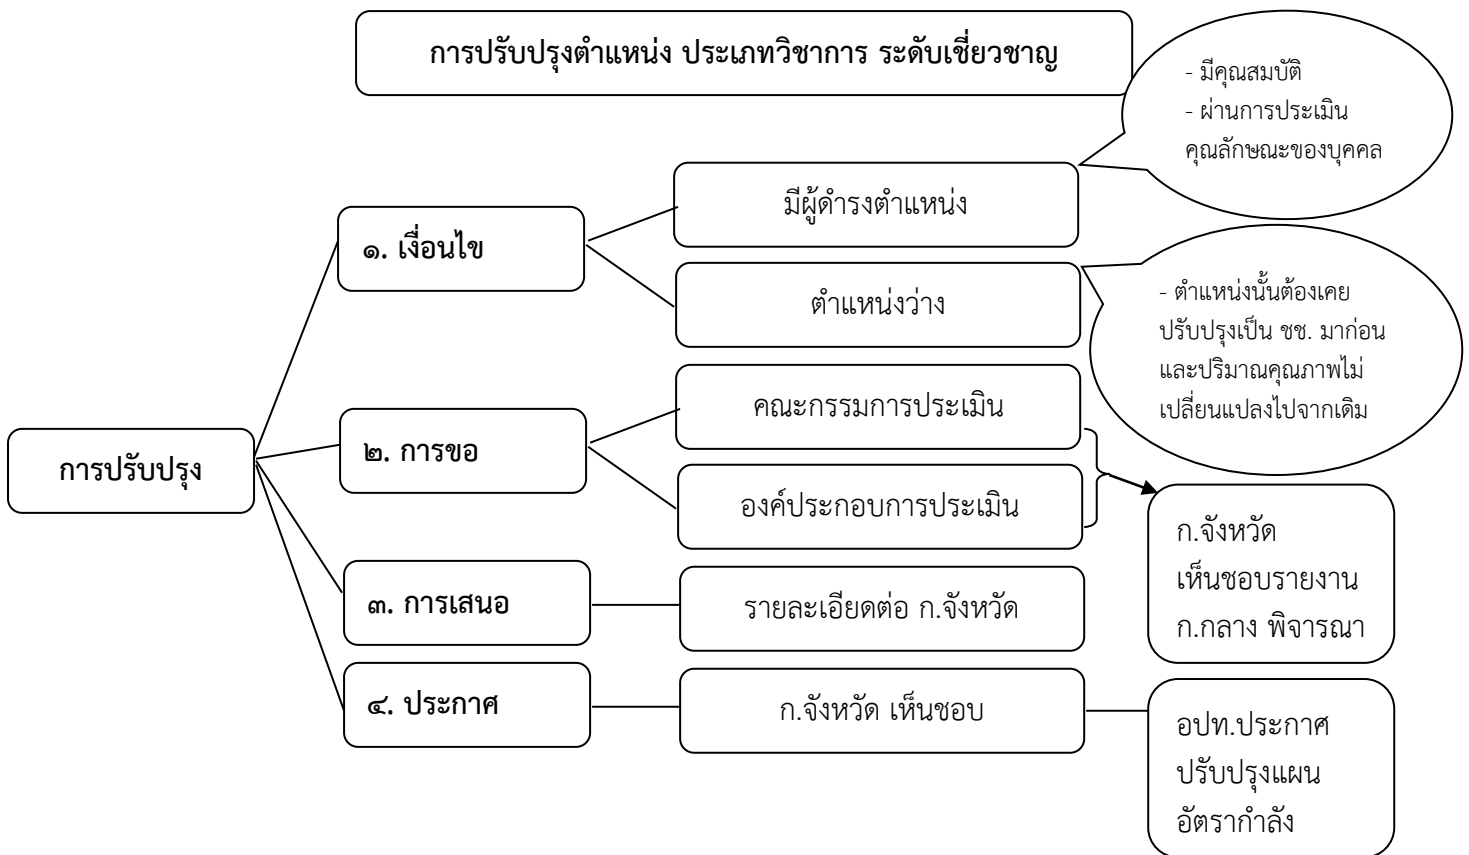 การปรับปรุงตำแหน่ง ประเภทวิชาการ ระดับเชี่ยวชาญ
- มีคุณสมบัติ
- ผ่านการประเมิน
คุณลักษณะของบุคคล
มีผู้ดำรงตำแหน่ง
๑. เงื่อนไข
ตำแหน่งว่าง
- ตำแหน่งนั้นต้องเคย
ปรับปรุงเป็น ชช. มาก่อน
และปริมาณคุณภาพไม่
เปลี่ยนแปลงไปจากเดิม
คณะกรรมการประเมิน
๒. การขอ
การปรับปรุง
องค์ประกอบการประเมิน
ก.จังหวัด
เห็นชอบรายงาน
ก.กลาง พิจารณา
๓. การเสนอ
รายละเอียดต่อ ก.จังหวัด
๔. ประกาศ
ก.จังหวัด เห็นชอบ
อปท.ประกาศ
ปรับปรุงแผน
อัตรากำลัง